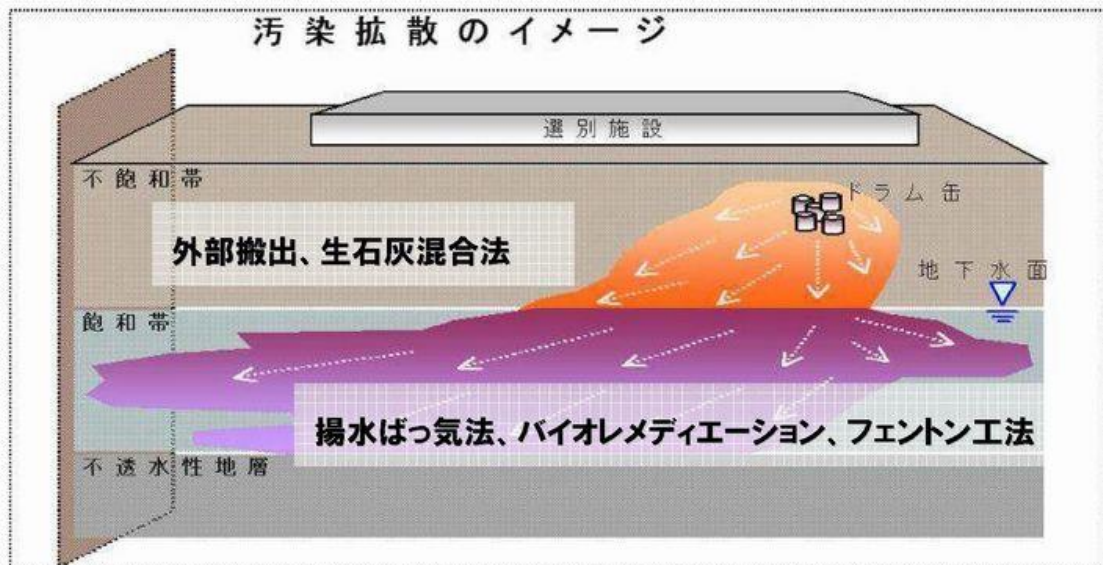 汚染拡散のイメージ
選別施設
不飽和帯
ドラム缶
外部搬出、生石灰混合法
地下水面
飽和帯
揚水ばっ気法、バイオレメディエーション、フェントン工法
不透水性地層